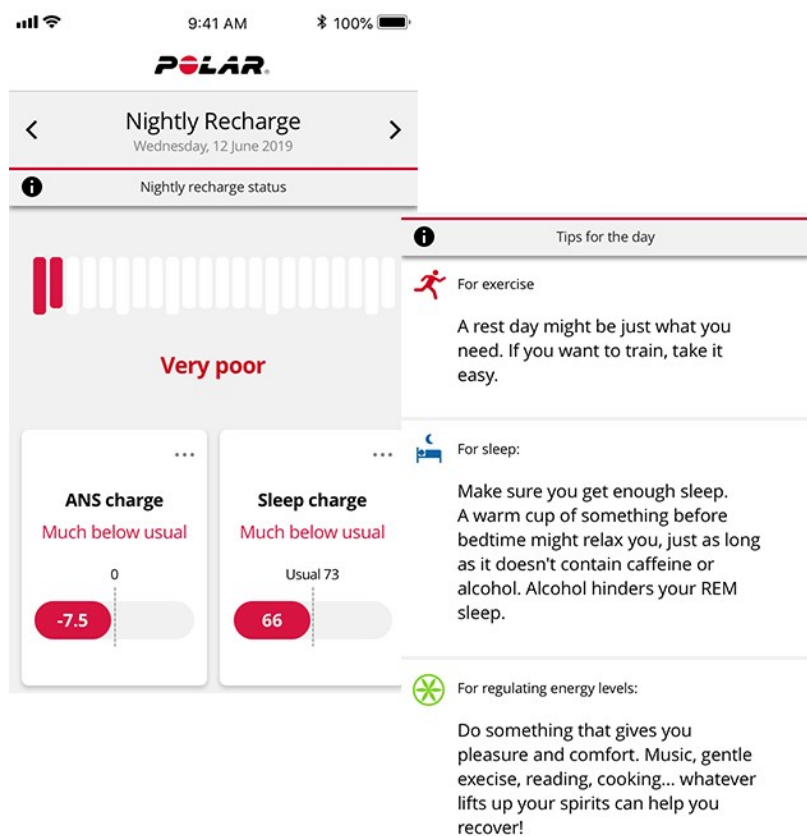 9:41 AM
100%
POLAR
Nightly Recharge
Wednesday, 12 June 2019
Nightly recharge status
Very poor
ANS charge
Much below usual
0
-7.5
Sleep charge
Much below usual
Usual 73
66
Tips for the day
For exercise
A rest day might be just what you
need. If you want to train, take it
easy.
For sleep:
Make sure you get enough sleep.
A warm cup of something before
bedtime might relax you, just as long
as it doesn't contain caffeine or
alcohol. Alcohol hinders your REM
sleep.
For regulating energy levels:
Do something that gives you
pleasure and comfort. Music, gentle
execise, reading, cooking... whatever
lifts up your spirits can help you
recover!